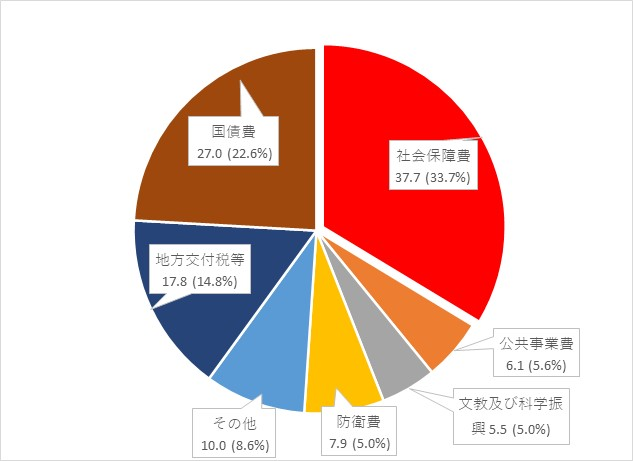 国債費
27.0 (22.6%)
社会保障費
37.7 (33.7%)
地方交付税等
17.8 (14.8%)
公共事業費
6.1 (5.6%)
文教及び科学振
興 5.5 (5.0%)
防衛費
7.9 (5.0%)
その他
10.0 (8.6%)